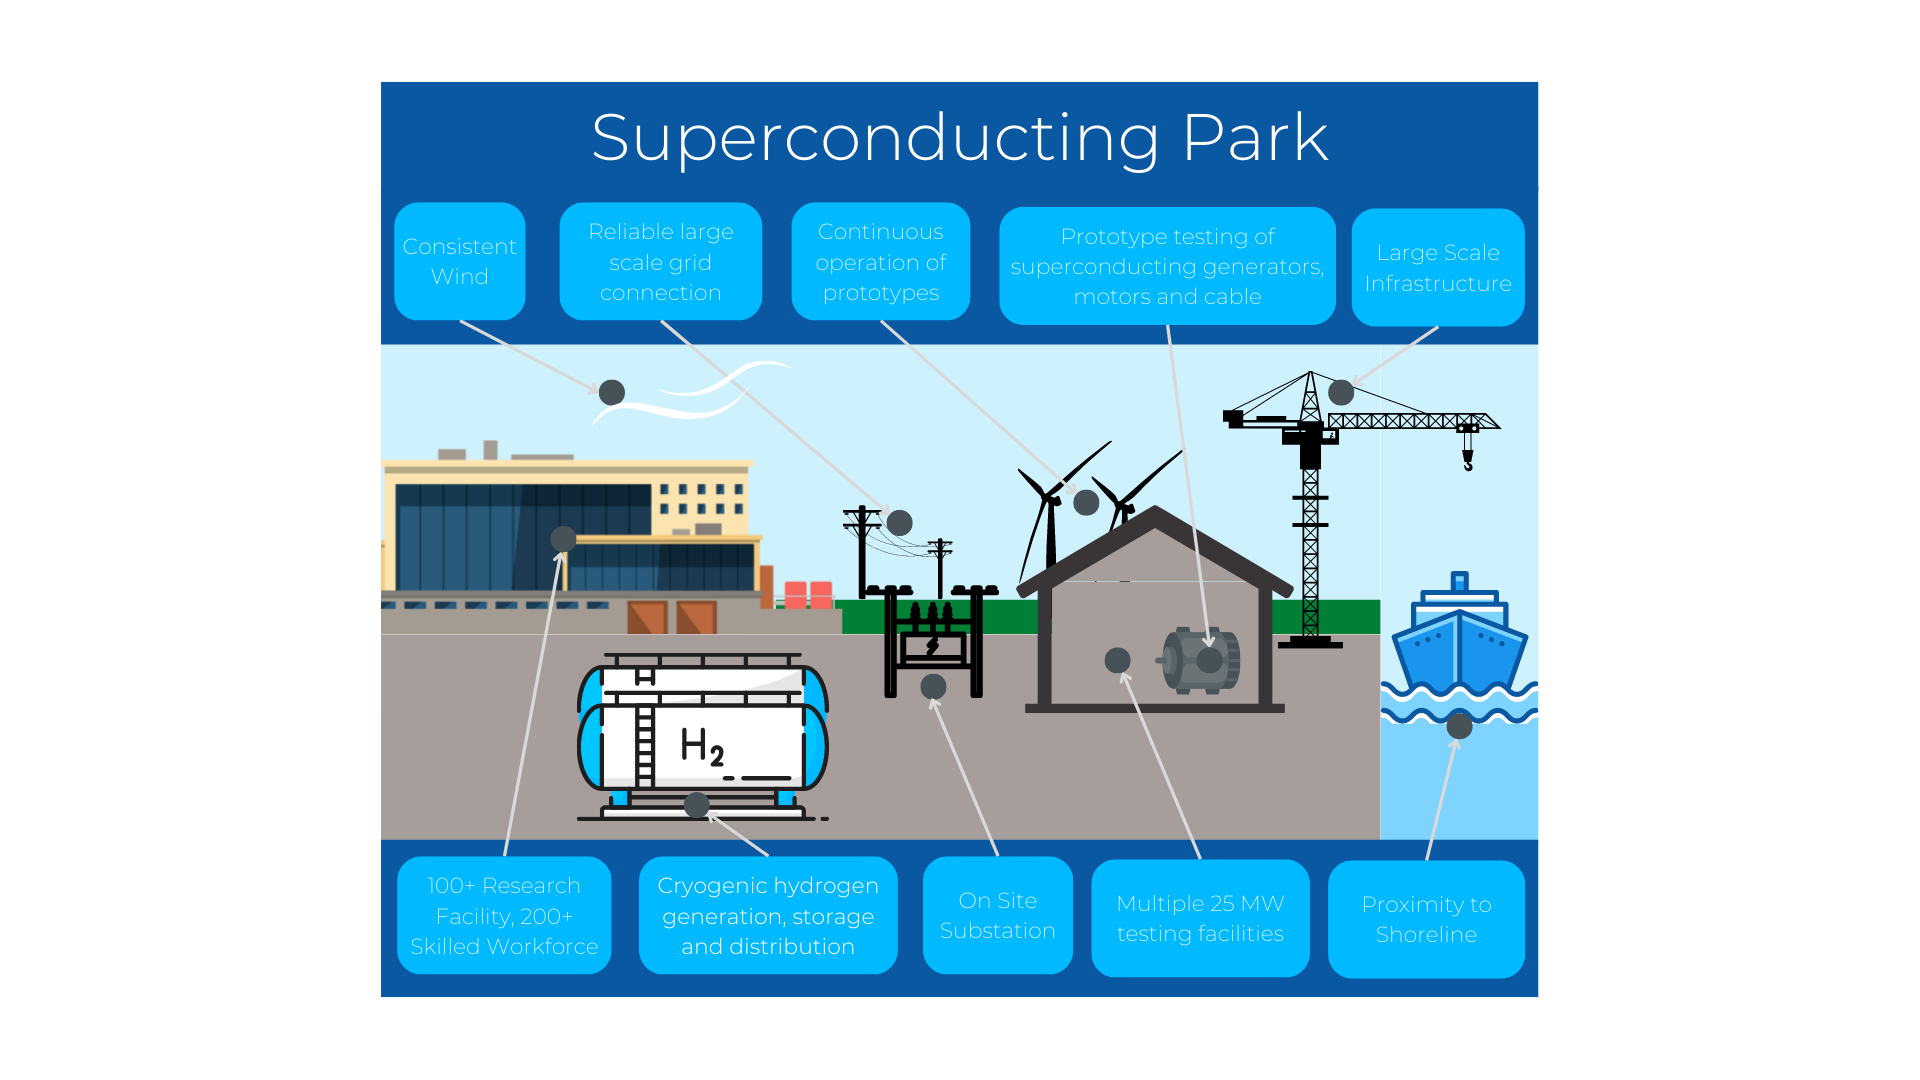 Superconducting Park
Consistent
Wind
Reliable large
scale grid
connection
Continuous
operation of
prototypes
Prototype testing of
superconducting generators,
motors and cable
Large Scale
Infrastructure
H2
100+ Research
Facility, 200+
Skilled Workforce
Cryogenic hydrogen
generation, storage
and distribution
On Site
Substation
Multiple 25 MW
testing facilities
Proximity to
Shoreline